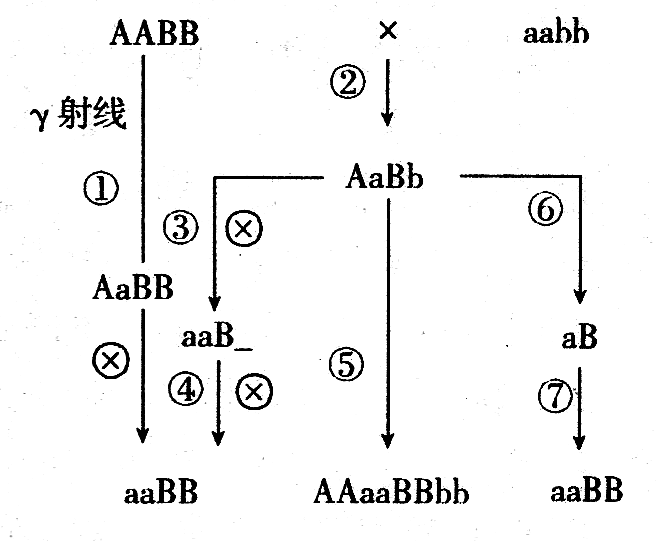 AABB × aabb
②
γ射线
①
AaBb
③ ⊗ ⑥
AaBB
aaB_ aB
⊗ ④ ⊗ ⑤ ⑦
aaBB AAaaBBbb aaBB